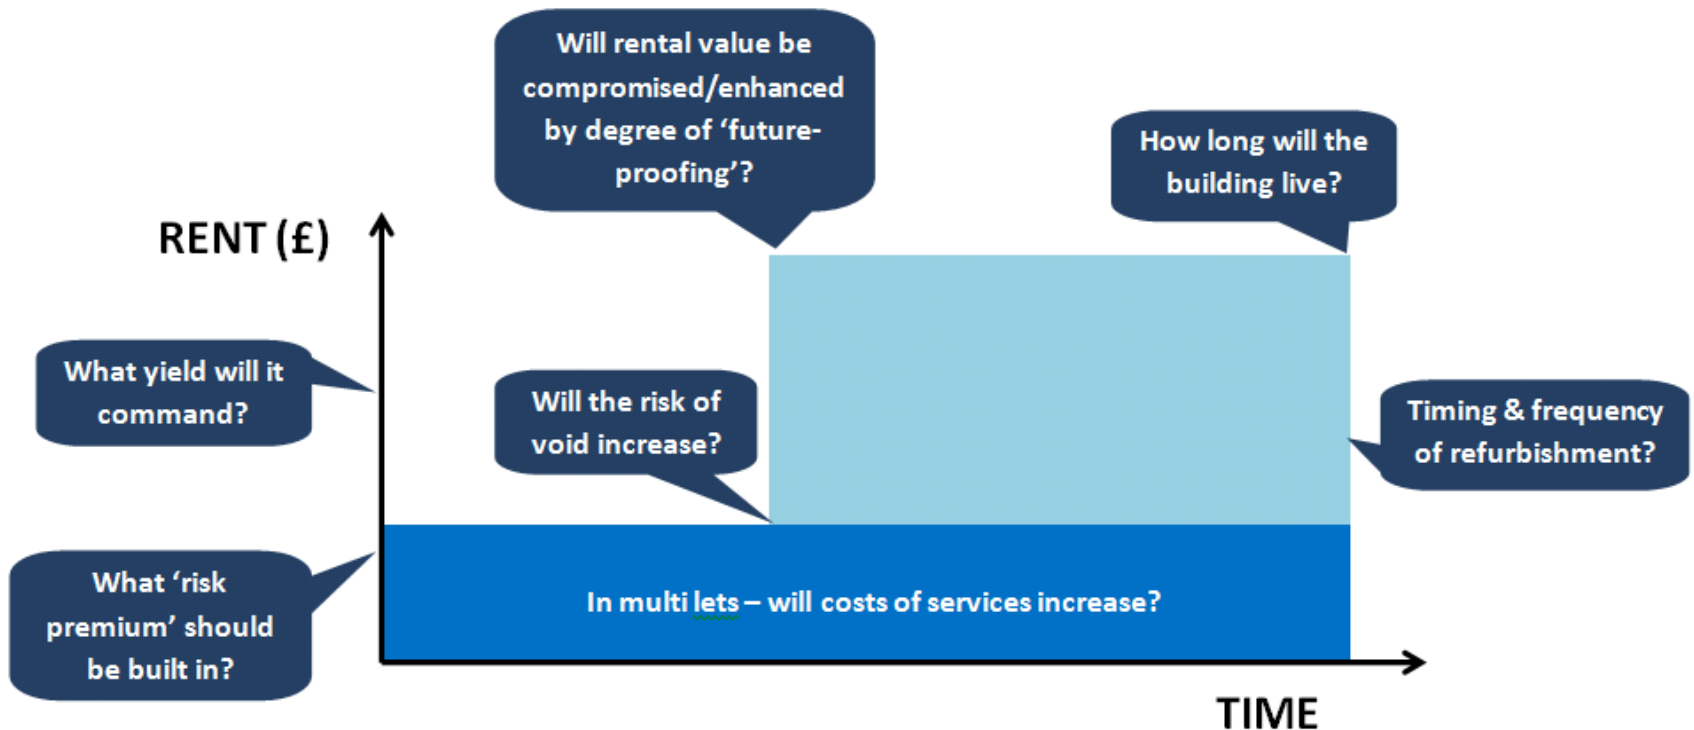 Will rental value be
compromised/enhanced
by degree of ‘future-
proofing’?
How long will the
building live?
RENT (£)
What yield will it
command?
Will the risk of
void increase?
Timing & frequency
of refurbishment?
What ‘risk
premium’ should
be built in?
In multi lets – will costs of services increase?
TIME